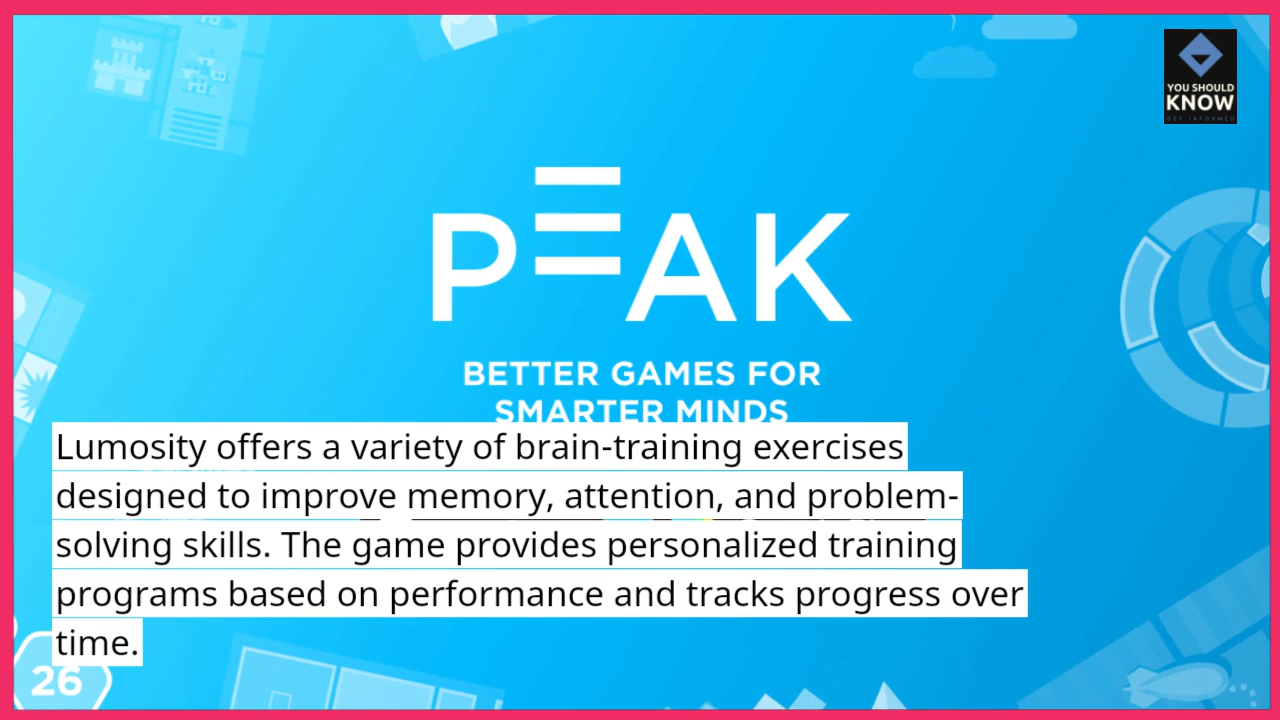 YOU SHOULD
KNOW
GET INFORMED
PEAK
BETTER GAMES FOR
SMARTER MINDS
Lumosity offers a variety of brain-training exercises
designed to improve memory, attention, and problem-
solving skills. The game provides personalized training
programs based on performance and tracks progress over
time.
26